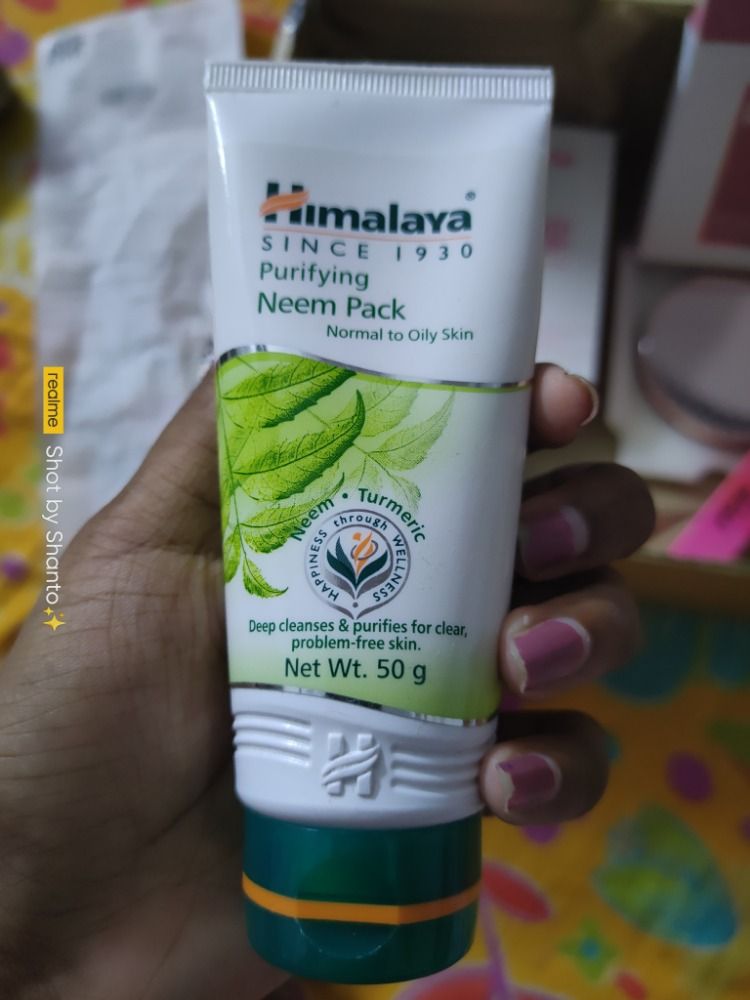 Himalaya®
SINCE 1930
Purifying
Neem Pack
Normal to Oily Skin
Neem • Turmeric
HAPPINESS through WELLNESS
Deep cleanses & purifies for clear,
problem-free skin.
Net Wt. 50 g
H
realme Shot by Shanto✨